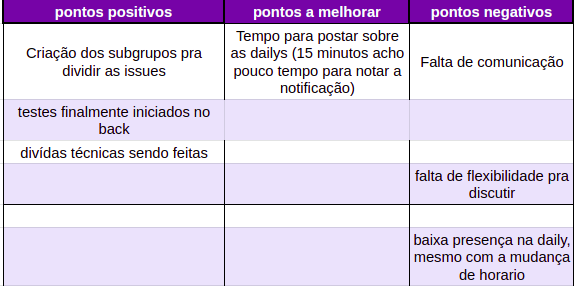 pontos positivos pontos a melhorar pontos negativos
Criação dos subgrupos pra
dividir as issues
Tempo para postar sobre
as dailys (15 minutos acho
pouco tempo para notar a
notificação)
Falta de comunicação
testes finalmente iniciados no
back
divídas técnicas sendo feitas
falta de flexibilidade pra
discutir
baixa presença na daily,
mesmo com a mudança
de horario